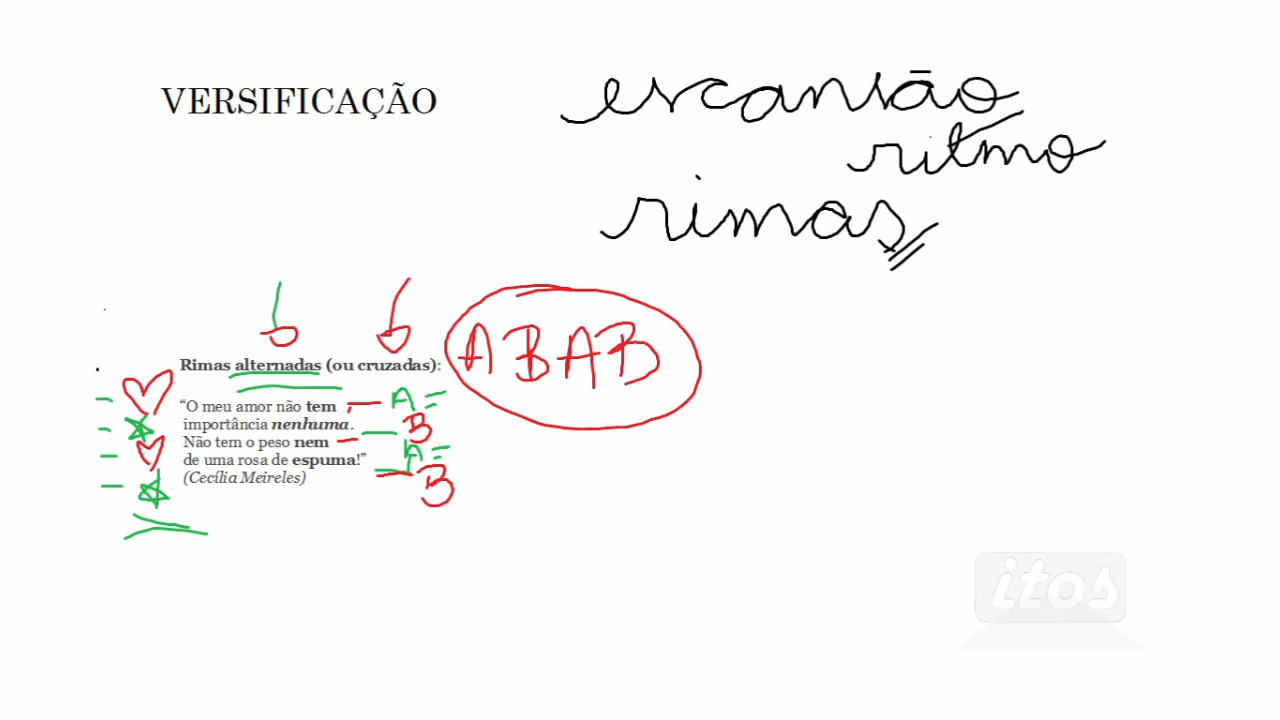 VERSIFICAÇÃO
escansão
ritmo
rimas
Rimas alternadas (ou cruzadas):
ABAB
“O meu amor não tem A
importância nenhuma. B
Não tem o peso nem A
de uma rosa de espuma!” B
(Cecília Meireles)
itos